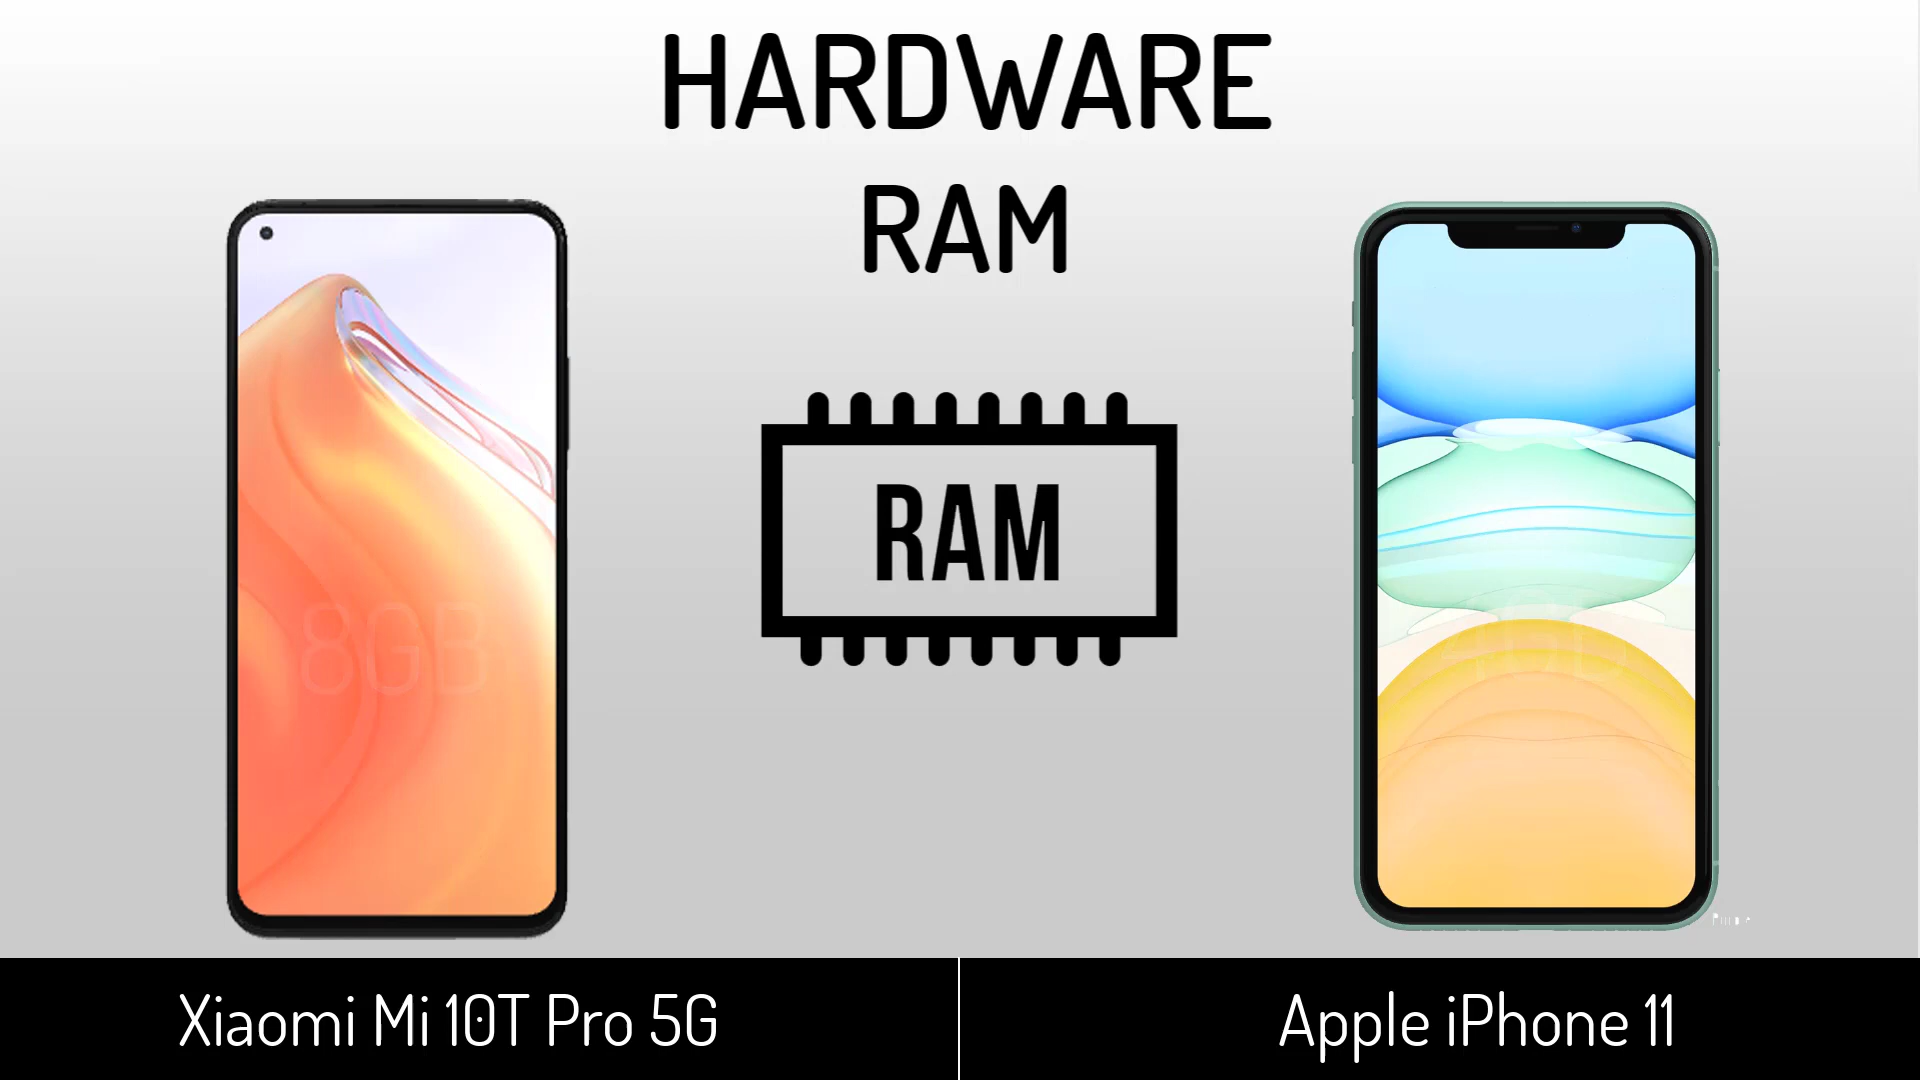 HARDWARE
RAM
RAM
8GB
Xiaomi Mi 10T Pro 5G
Apple iPhone 11